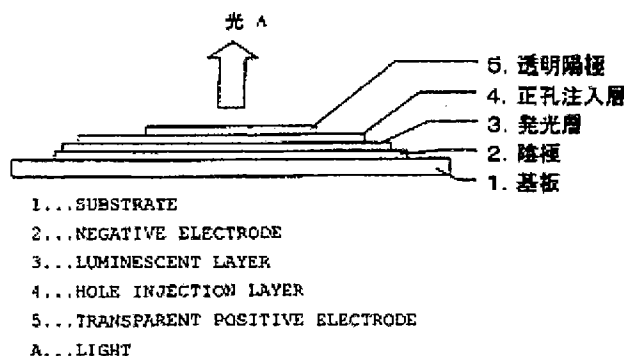 光 A
5. 透明陽極
4. 正孔注入層
3. 発光層
2. 陰極
1. 基板
1...SUBSTRATE
2...NEGATIVE ELECTRODE
3...LUMINESCENT LAYER
4...HOLE INJECTION LAYER
5...TRANSPARENT POSITIVE ELECTRODE
A...LIGHT